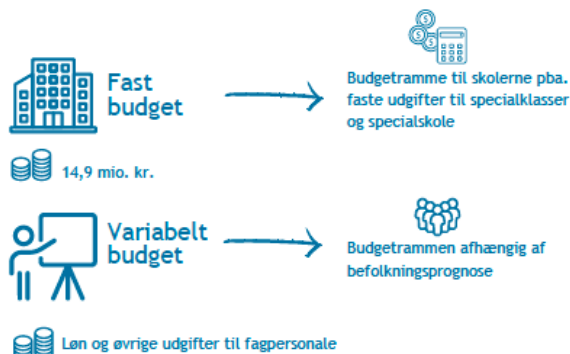 Fast
budget
Budgetramme til skolerne pba.
faste udgifter til specialklasser
og specialskole
14,9 mio. kr.
Variabelt
budget
Budgetrammen afhængig af
befolkningsprognose
Løn og øvrige udgifter til fagpersonale